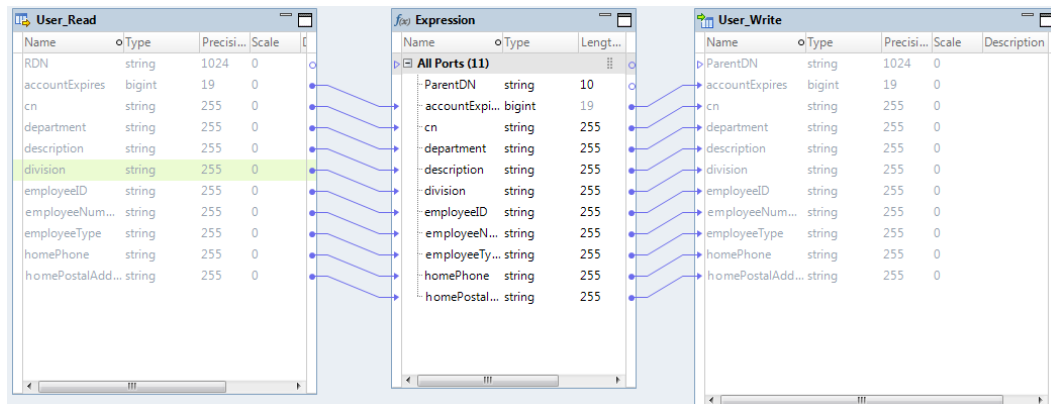 User_Read
Name Type Precisi... Scale
RDN string 1024 0
accountExpires bigint 19 0
cn string 255 0
department string 255 0
description string 255 0
division string 255 0
employeeID string 255 0
employeeNum... string 255 0
employeeType string 255 0
homePhone string 255 0
homePostalAdd... string 255 0
f(x) Expression
Name Type Lengt...
All Ports (11)
ParentDN string 10
accountExpi... bigint 19
cn string 255
department string 255
description string 255
division string 255
employeeID string 255
employeeN... string 255
employeeTy... string 255
homePhone string 255
homePostal... string 255
User_Write
Name Type Precisi... Scale Description
ParentDN string 1024 0
accountExpires bigint 19 0
cn string 255 0
department string 255 0
description string 255 0
division string 255 0
employeeID string 255 0
employeeNum... string 255 0
employeeType string 255 0
homePhone string 255 0
homePostalAdd... string 255 0